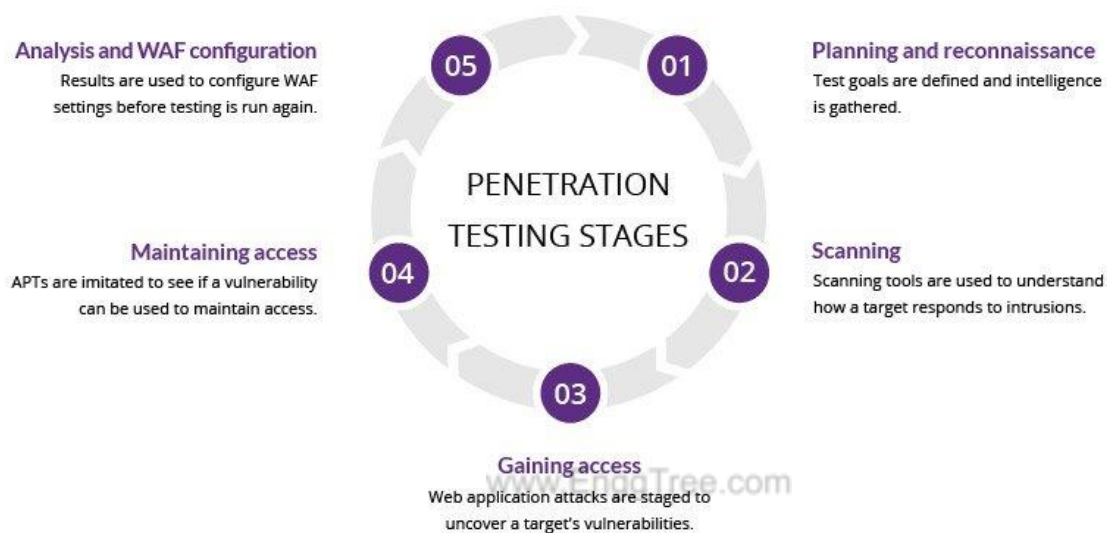 05
01
Analysis and WAF configuration
Results are used to configure WAF
settings before testing is run again.
Planning and reconnaissance
Test goals are defined and intelligence
is gathered.
PENETRATION
TESTING STAGES
Maintaining access
APTs are imitated to see if a vulnerability
can be used to maintain access.
04
02
Scanning
Scanning tools are used to understand
how a target responds to intrusions.
03
Gaining access
www.EnggTree.com
Web application attacks are staged to
uncover a target's vulnerabilities.